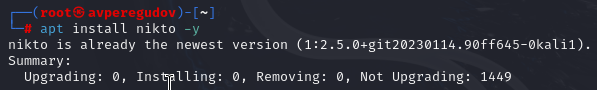 ┌──(root㉿avperegudov)-[~]
└─# apt install nikto -y
nikto is already the newest version (1:2.5.0+git20230114.90ff645-0kali1).
Summary:
  Upgrading: 0, Installing: 0, Removing: 0, Not Upgrading: 1449